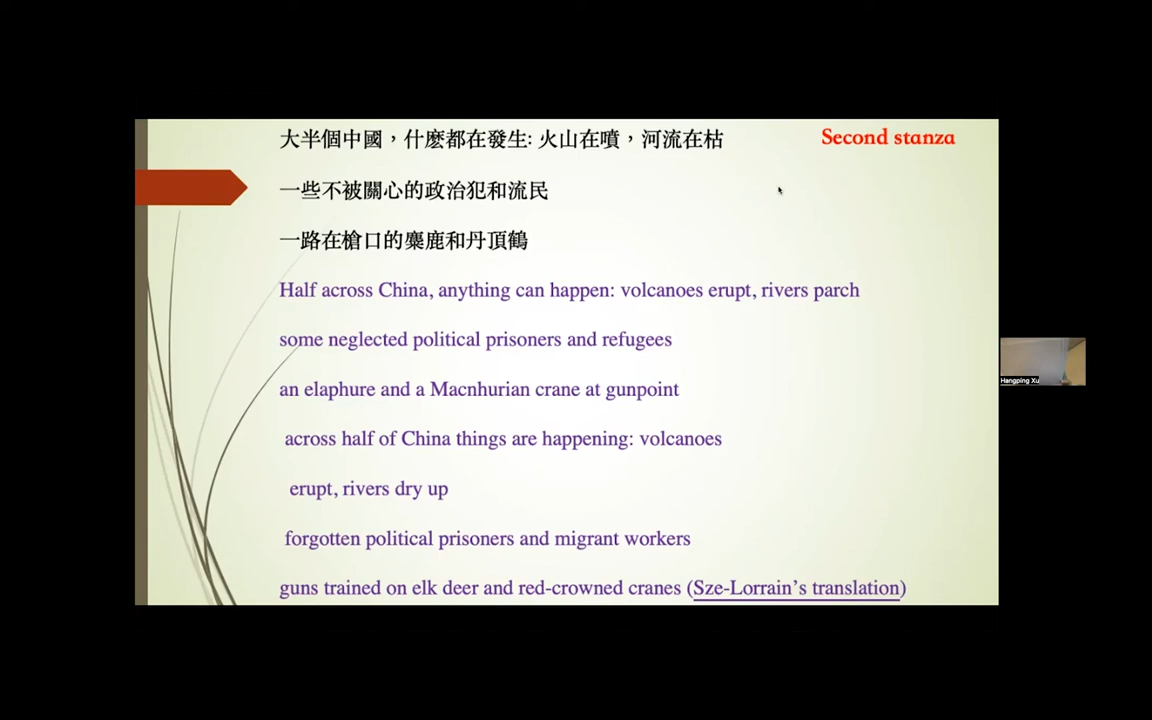 大半個中國，什麼都在發生: 火山在噴，河流在枯
Second stanza
一些不被關心的政治犯和流民
一路在槍口的麋鹿和丹頂鶴
Half across China, anything can happen: volcanoes erupt, rivers parch
some neglected political prisoners and refugees
an elaphure and a Macnhurian crane at gunpoint
across half of China things are happening: volcanoes
erupt, rivers dry up
forgotten political prisoners and migrant workers
guns trained on elk deer and red-crowned cranes (Sze-Lorrain’s translation)
Hangping Xu